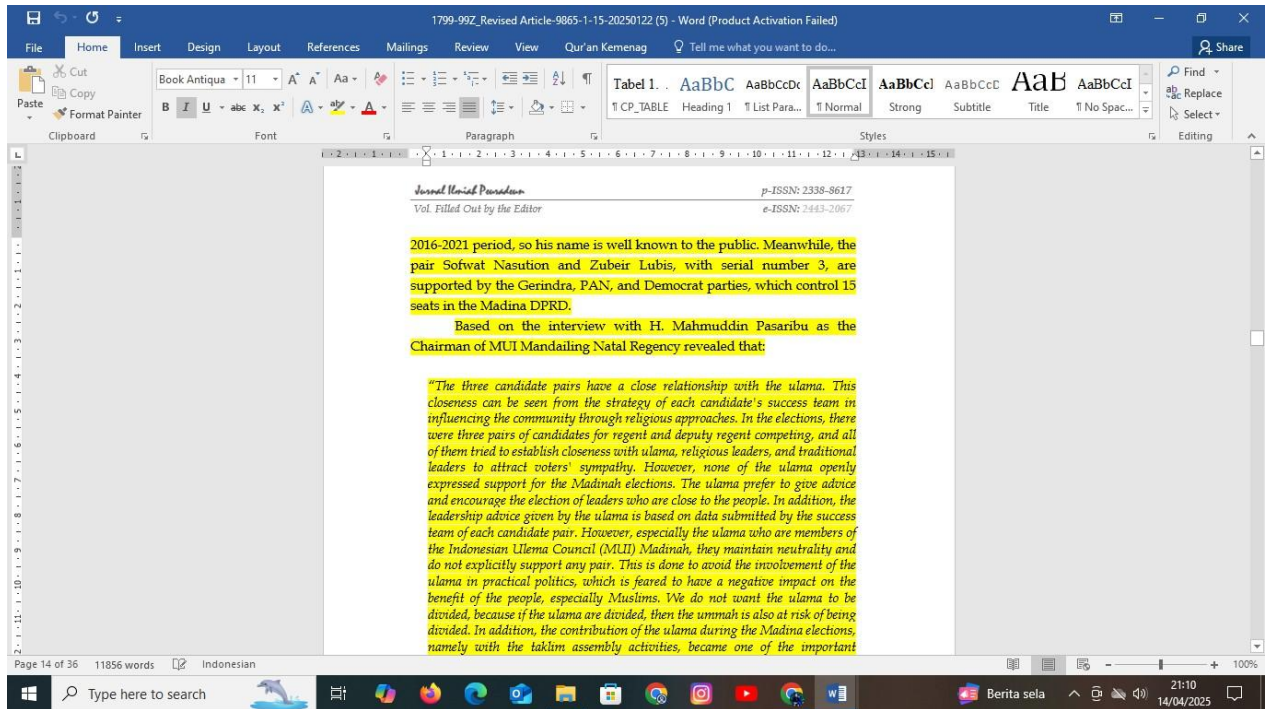 1799-99Z_Revised Article-9865-1-15-20250122 (5) - Word (Product Activation Failed)
File Home Insert Design Layout References Mailings Review View Qur'an Kemenag Tell me what you want to do... Share
Paste
Cut
Copy
Format Painter
Clipboard
Book Antiqua 11
Font
Paragraph
Tabel 1. . AaBbC AaBbCcDc AaBbCcI AaBbCcI AaBbCcD AaB AaBbCcI
¶ CP_TABLE Heading 1 ¶ List Para... ¶ Normal Strong Subtitle Title ¶ No Spac...
Styles
Find
Replace
Select
Editing
Jurnal Ilmiah Peuradeun p-ISSN: 2338-8617
Vol. Filled Out by the Editor e-ISSN: 2443-2067
2016-2021 period, so his name is well known to the public. Meanwhile, the
pair Sofwat Nasution and Zubeir Lubis, with serial number 3, are
supported by the Gerindra, PAN, and Democrat parties, which control 15
seats in the Madina DPRD.
Based on the interview with H. Mahmuddin Pasaribu as the
Chairman of MUI Mandailing Natal Regency revealed that:
"The three candidate pairs have a close relationship with the ulama. This
closeness can be seen from the strategy of each candidate's success team in
influencing the community through religious approaches. In the elections, there
were three pairs of candidates for regent and deputy regent competing, and all
of them tried to establish closeness with ulama, religious leaders, and traditional
leaders to attract voters' sympathy. However, none of the ulama openly
expressed support for the Madinah elections. The ulama prefer to give advice
and encourage the election of leaders who are close to the people. In addition, the
leadership advice given by the ulama is based on data submitted by the success
team of each candidate pair. However, especially the ulama who are members of
the Indonesian Ulema Council (MUI) Madinah, they maintain neutrality and
do not explicitly support any pair. This is done to avoid the involvement of the
ulama in practical politics, which is feared to have a negative impact on the
benefit of the people, especially Muslims. We do not want the ulama to be
divided, because if the ulama are divided, then the ummah is also at risk of being
divided. In addition, the contribution of the ulama during the Madina elections,
namely with the taklim assembly activities, became one of the important
Page 14 of 36 11856 words Indonesian 100%
Type here to search Berita sela 21:10
14/04/2025